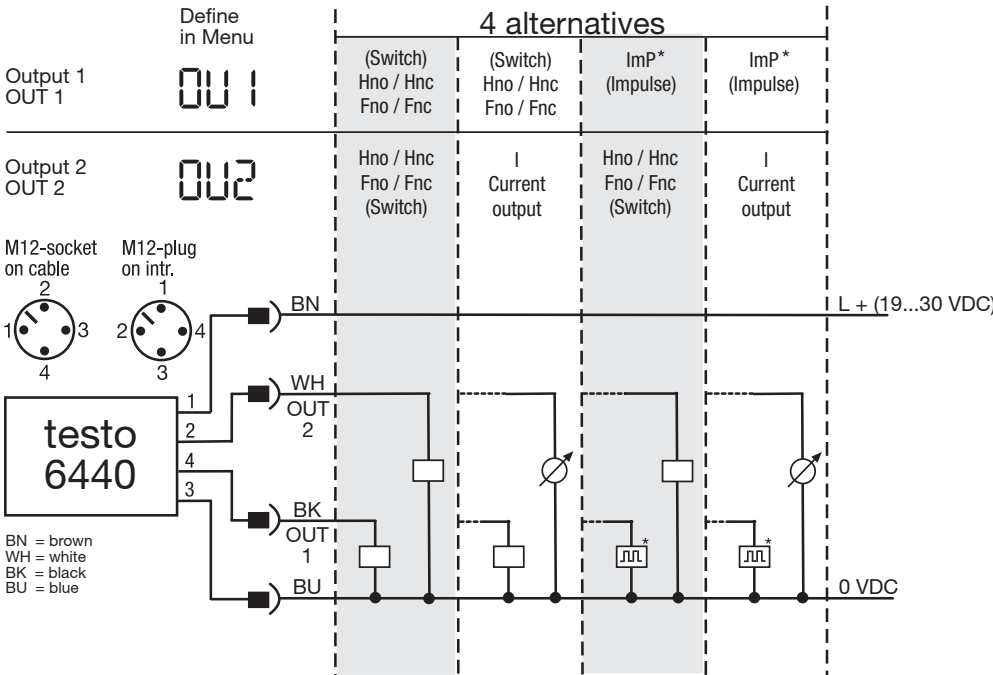 Define
in Menu
4 alternatives
Output 1
OUT 1
OU1
(Switch)
Hno / Hnc
Fno / Fnc
(Switch)
Hno / Hnc
Fno / Fnc
ImP*
(Impulse)
ImP*
(Impulse)
Output 2
OUT 2
OU2
Hno / Hnc
Fno / Fnc
(Switch)
I
Current
output
Hno / Hnc
Fno / Fnc
(Switch)
I
Current
output
M12-socket
on cable
2
1 3
4
M12-plug
on intr.
1
2 4
3
BN
L + (19...30 VDC)
testo
6440
1
2
4
3
WH
OUT
2
BK
OUT
1
*
*
BU
0 VDC
BN = brown
WH = white
BK = black
BU = blue